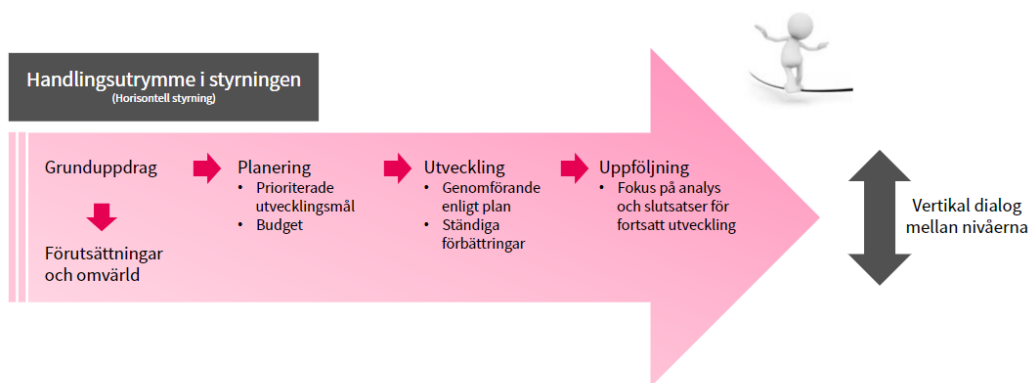 Handlingsutrymme i styrningen
(Horisontell styrning)
Grunduppdrag
Förutsättningar
och omvärld
Planering
• Prioriterade
utvecklingsmål
• Budget
Utveckling
• Genomförande
enligt plan
• Ständiga
förbättringar
Uppföljning
• Fokus på analys
och slutsatser för
fortsatt utveckling
Vertikal dialog
mellan nivåerna